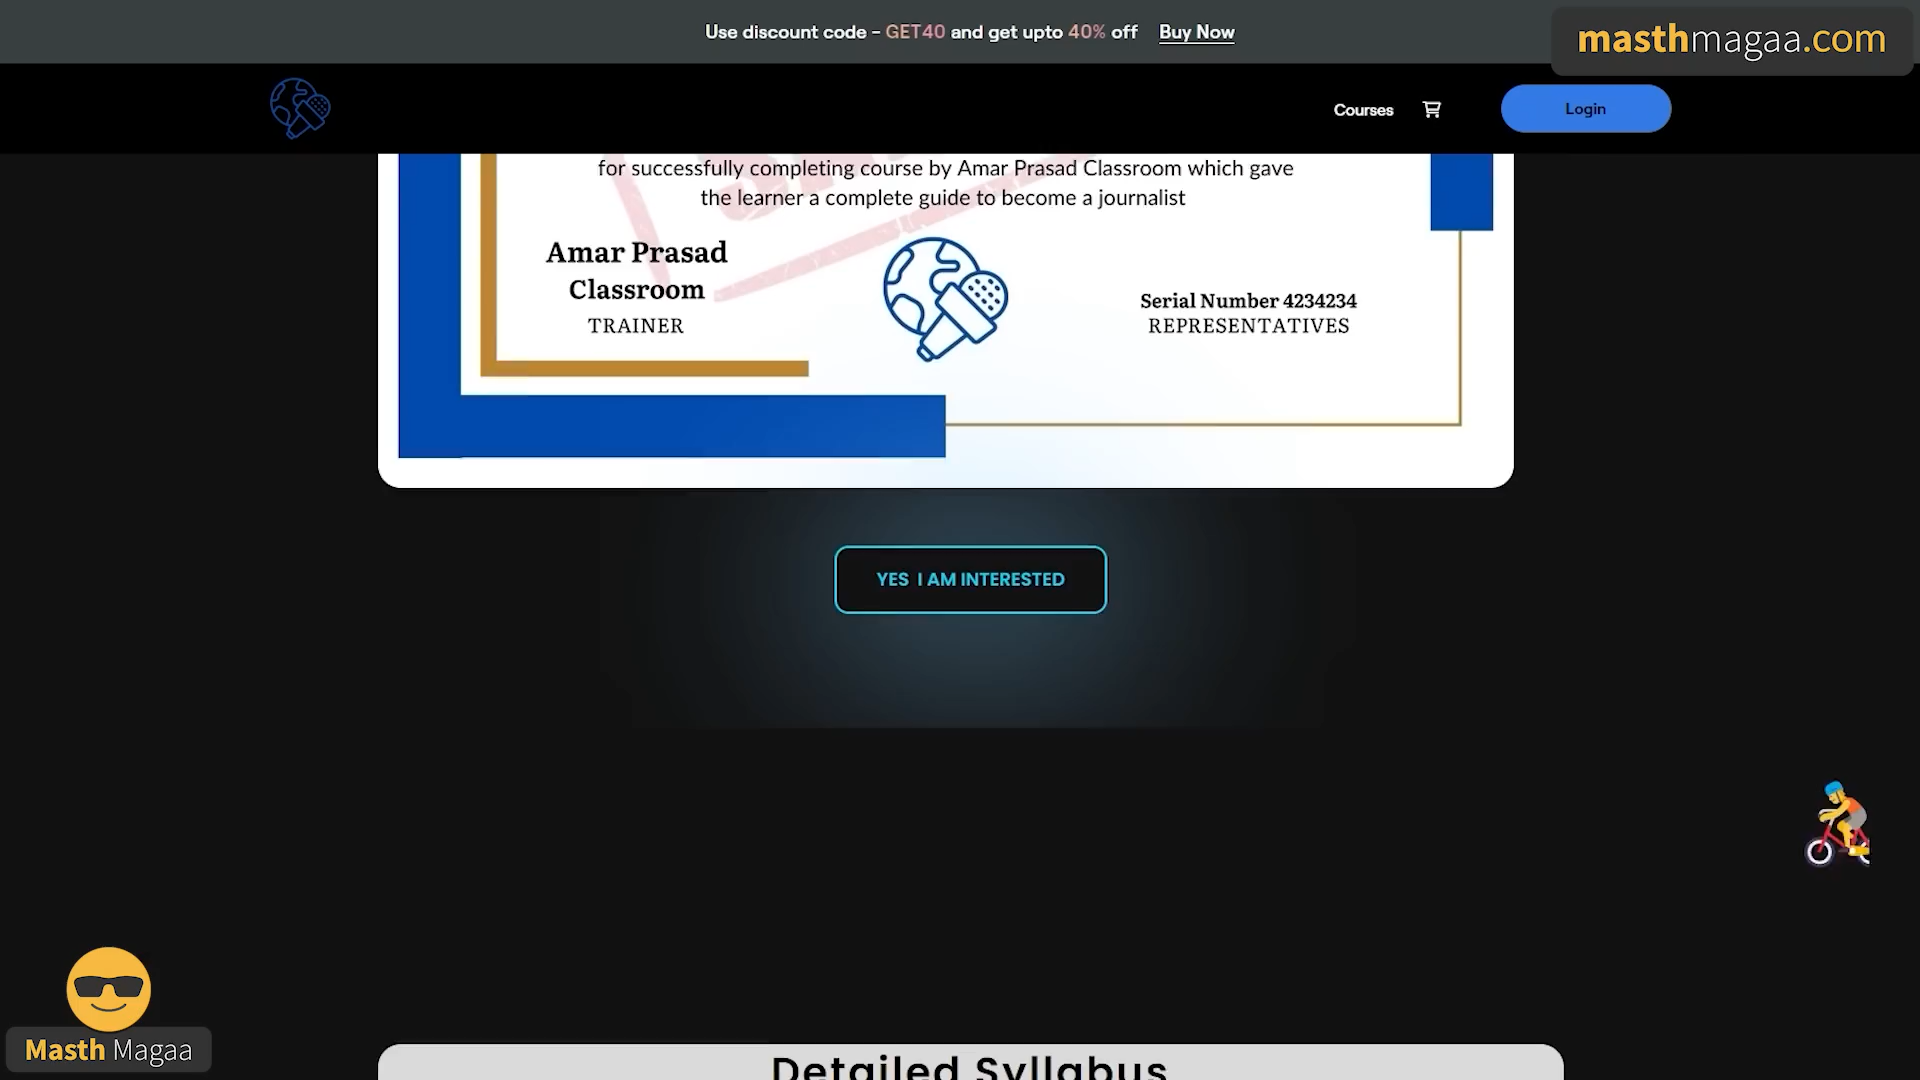 Use discount code - GET40 and get upto 40% off Buy Now
masthmagaa.com
Courses
Login
for successfully completing course by Amar Prasad Classroom which gave
the learner a complete guide to become a journalist
Amar Prasad
Classroom
TRAINER
Serial Number 4234234
REPRESENTATIVES
YES I AM INTERESTED
Masth Magaa
Detailed Syllabus